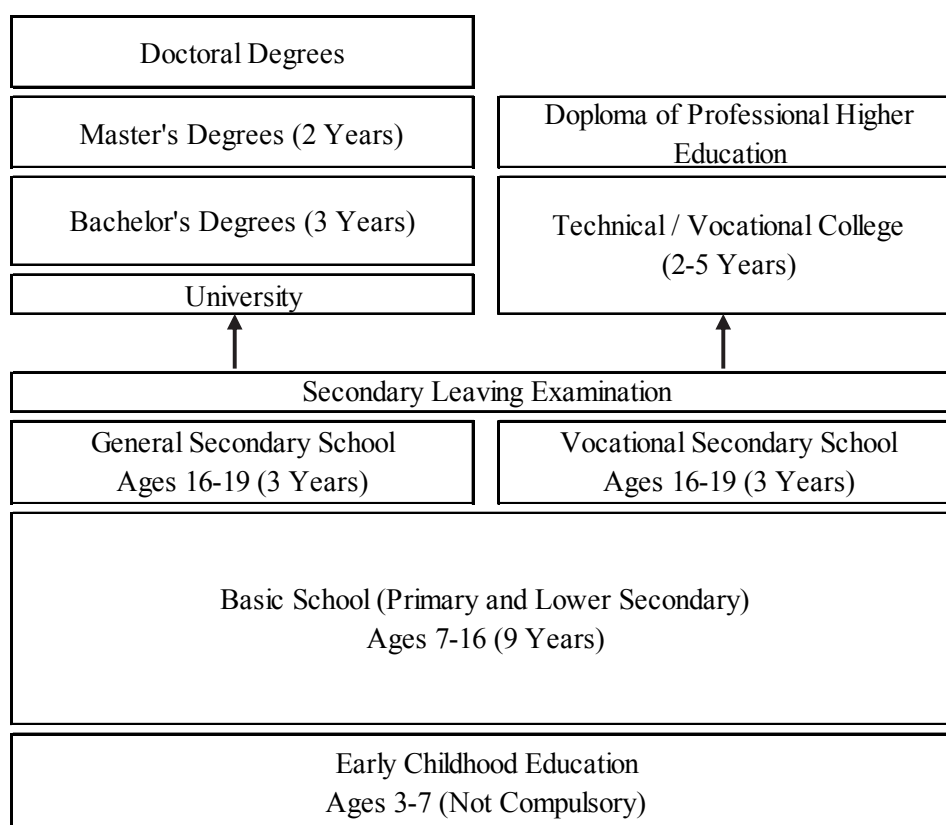 Doctoral Degrees
Master's Degrees (2 Years)
Doploma of Professional Higher
Education
Bachelor's Degrees (3 Years)
Technical / Vocational College
(2-5 Years)
University
Secondary Leaving Examination
General Secondary School
Ages 16-19 (3 Years)
Vocational Secondary School
Ages 16-19 (3 Years)
Basic School (Primary and Lower Secondary)
Ages 7-16 (9 Years)
Early Childhood Education
Ages 3-7 (Not Compulsory)